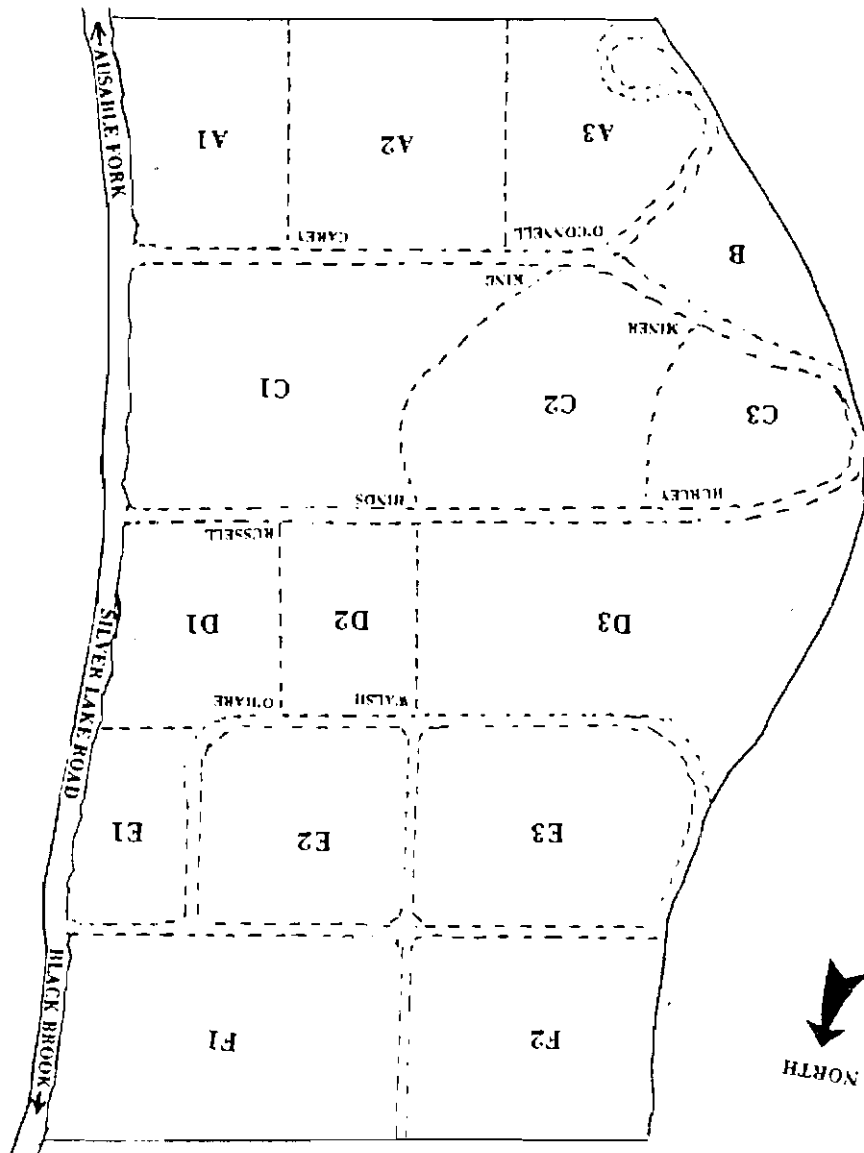 NORTH
F2
F1
BLACK BROOK
E3
E2
E1
SILVER LAKE ROAD
WALSH
O'HARE
D3
D2
D1
RUSSELL
HURLEY
HINDS
C3
C2
C1
MINER
KING
B
O'CONNELL
CAREY
A3
A2
A1
AUSABLE FORK